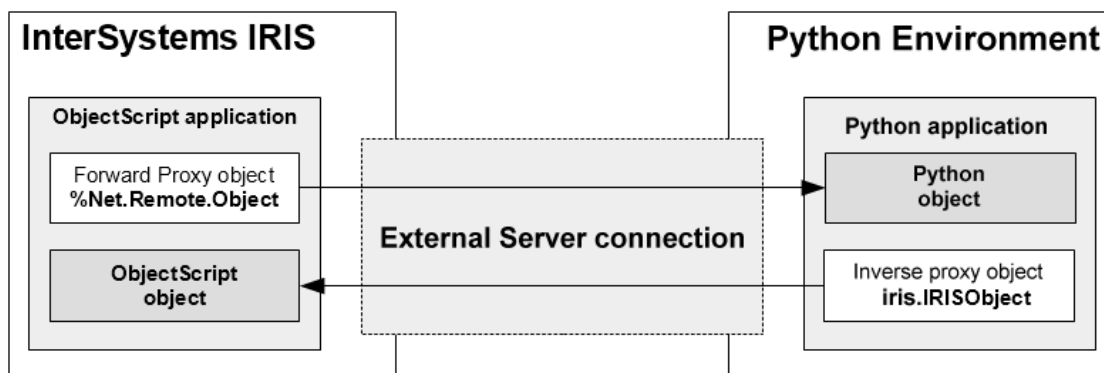 InterSystems IRIS
ObjectScript application
Forward Proxy object
%Net.Remote.Object
ObjectScript
object
External Server connection
Python Environment
Python application
Python
object
Inverse proxy object
iris.IRISObject